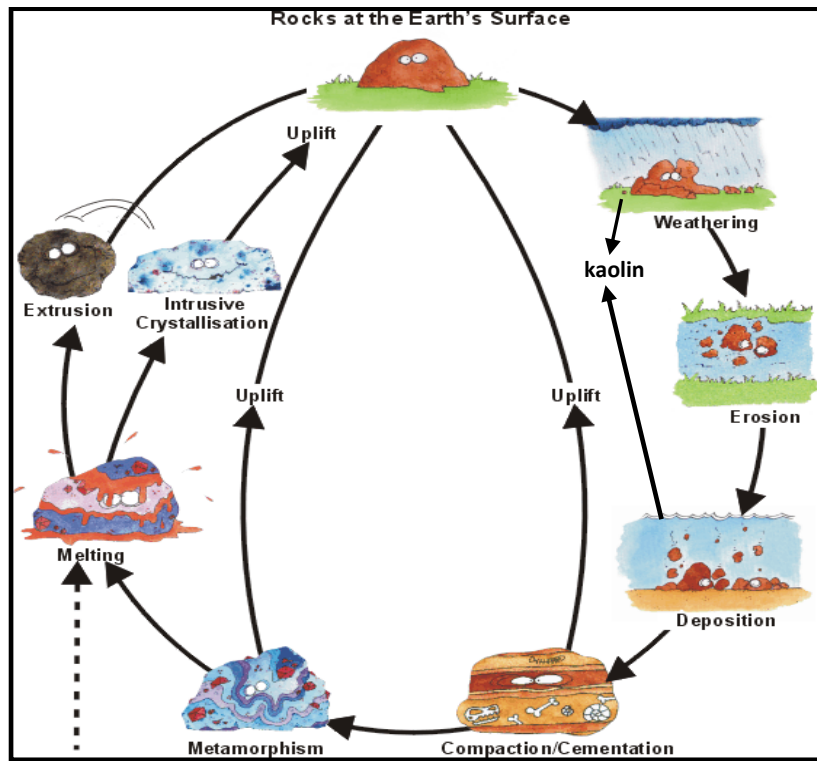 Rocks at the Earth's Surface
Uplift
Weathering
kaolin
Extrusion
Intrusive
Crystallisation
Erosion
Uplift
Uplift
Melting
Deposition
Metamorphism
Compaction/Cementation